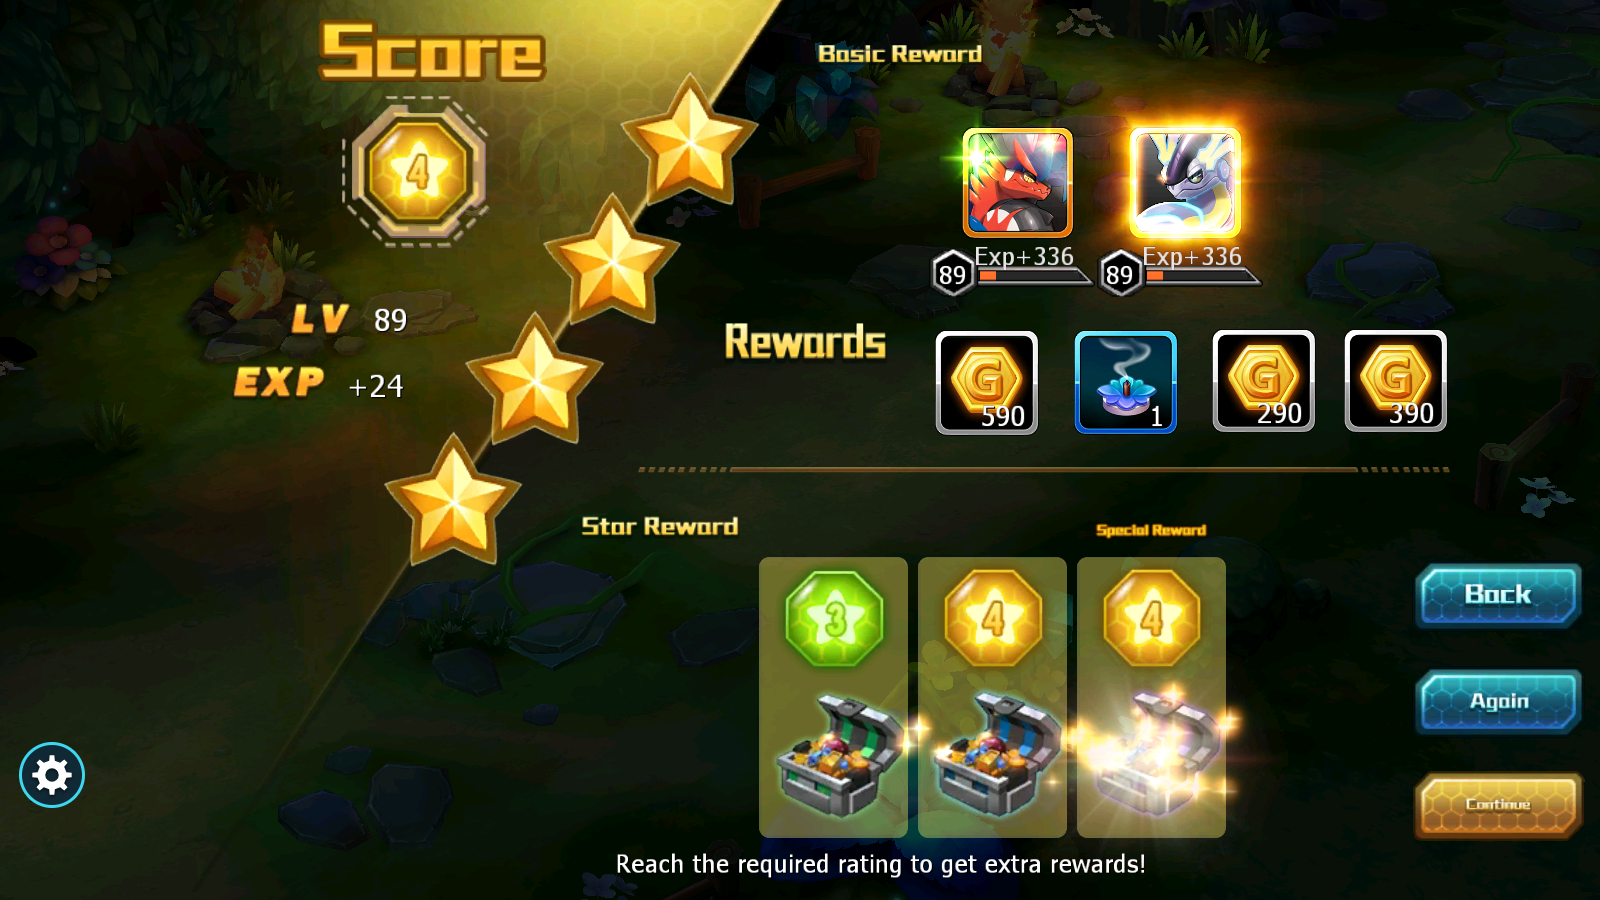 Score
4
LV 89
EXP +24
Basic Reward
Exp+336
89
Exp+336
89
Rewards
G
590
1
G
290
G
390
Star Reward
Special Reward
3
4
4
Back
Again
Continue
Reach the required rating to get extra rewards!